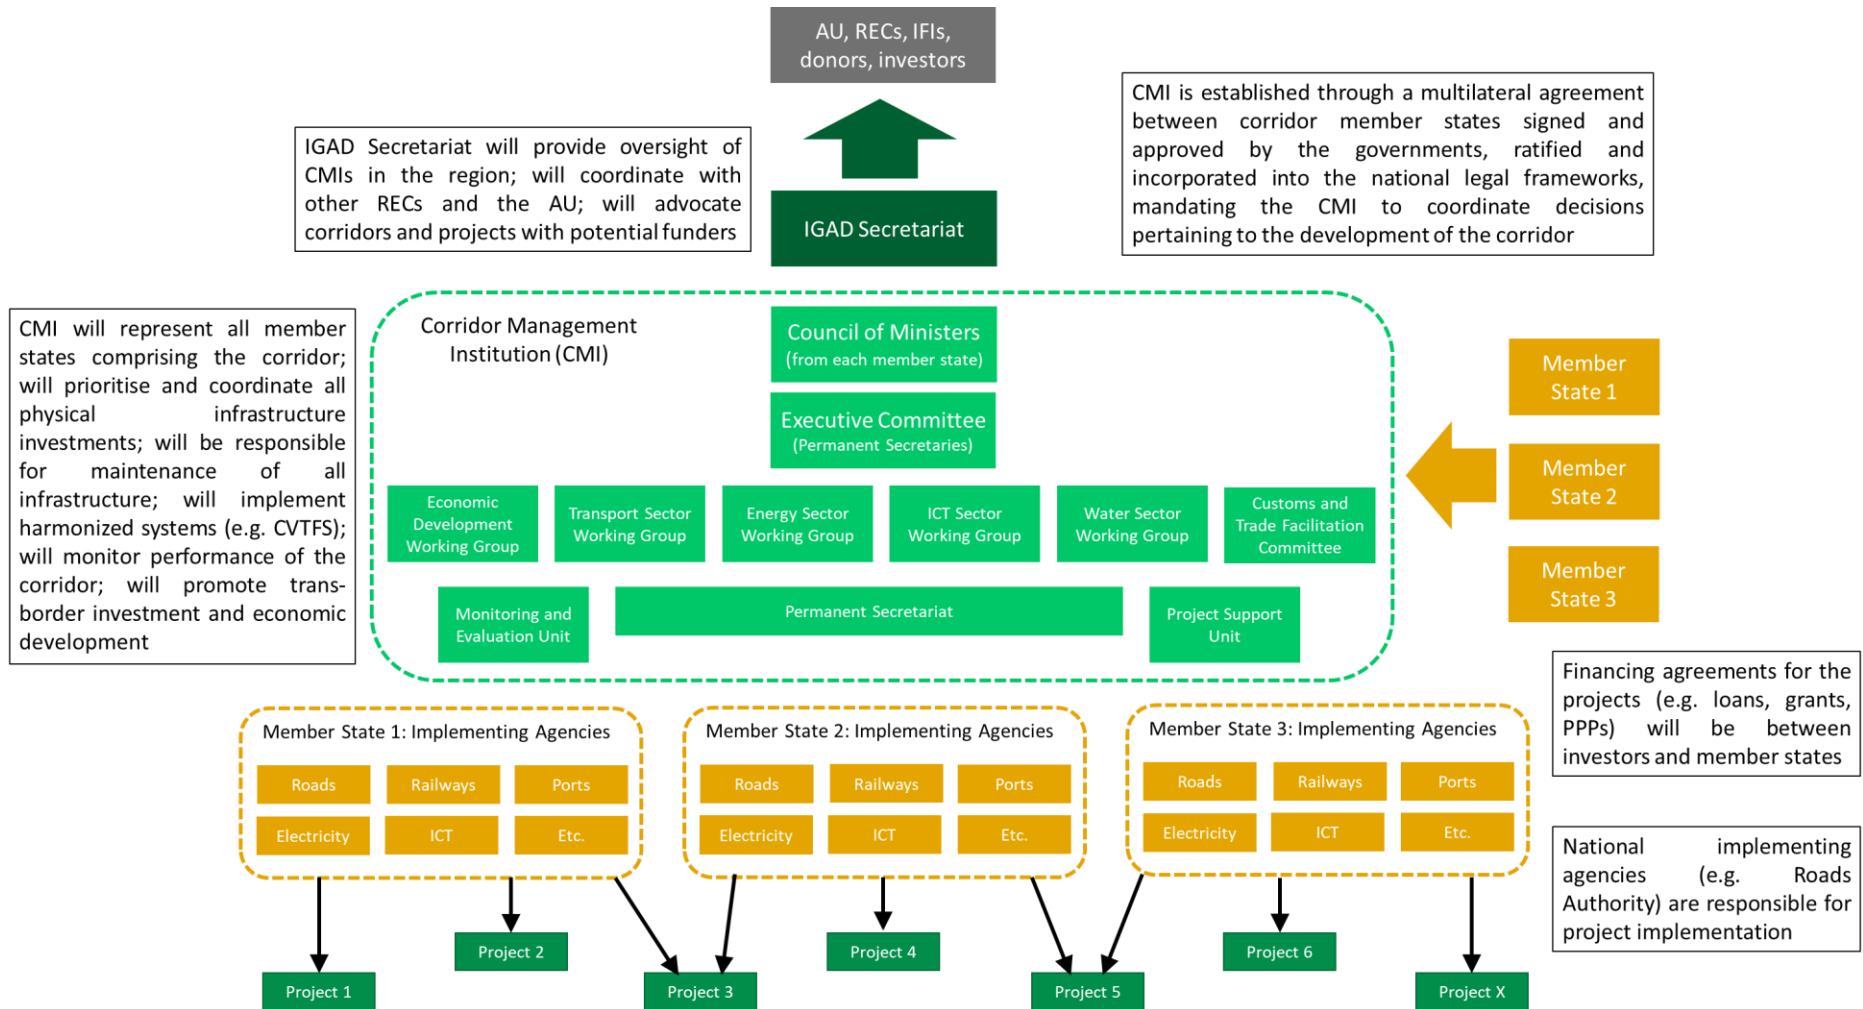 AU, RECs, IFIs,
donors, investors
IGAD Secretariat will provide oversight of
CMIs in the region; will coordinate with
other RECs and the AU; will advocate
corridors and projects with potential funders
IGAD Secretariat
CMI is established through a multilateral agreement
between corridor member states signed and
approved by the governments, ratified and
incorporated into the national legal frameworks,
mandating the CMI to coordinate decisions
pertaining to the development of the corridor
CMI will represent all member
states comprising the corridor;
will prioritise and coordinate all
physical infrastructure
investments; will be responsible
for maintenance of all
infrastructure; will implement
harmonized systems (e.g. CVTFS);
will monitor performance of the
corridor; will promote trans-
border investment and economic
development
Corridor Management
Institution (CMI)
Council of Ministers
(from each member state)
Executive Committee
(Permanent Secretaries)
Economic
Development
Working Group
Transport Sector
Working Group
Energy Sector
Working Group
ICT Sector
Working Group
Water Sector
Working Group
Customs and
Trade Facilitation
Committee
Monitoring and
Evaluation Unit
Permanent Secretariat
Project Support
Unit
Member
State 1
Member
State 2
Member
State 3
Financing agreements for the
projects (e.g. loans, grants,
PPPs) will be between
investors and member states
Member State 1: Implementing Agencies
Roads
Railways
Ports
Electricity
ICT
Etc.
Member State 2: Implementing Agencies
Roads
Railways
Ports
Electricity
ICT
Etc.
Member State 3: Implementing Agencies
Roads
Railways
Ports
Electricity
ICT
Etc.
National implementing
agencies (e.g. Roads
Authority) are responsible for
project implementation
Project 1
Project 2
Project 3
Project 4
Project 5
Project 6
Project X